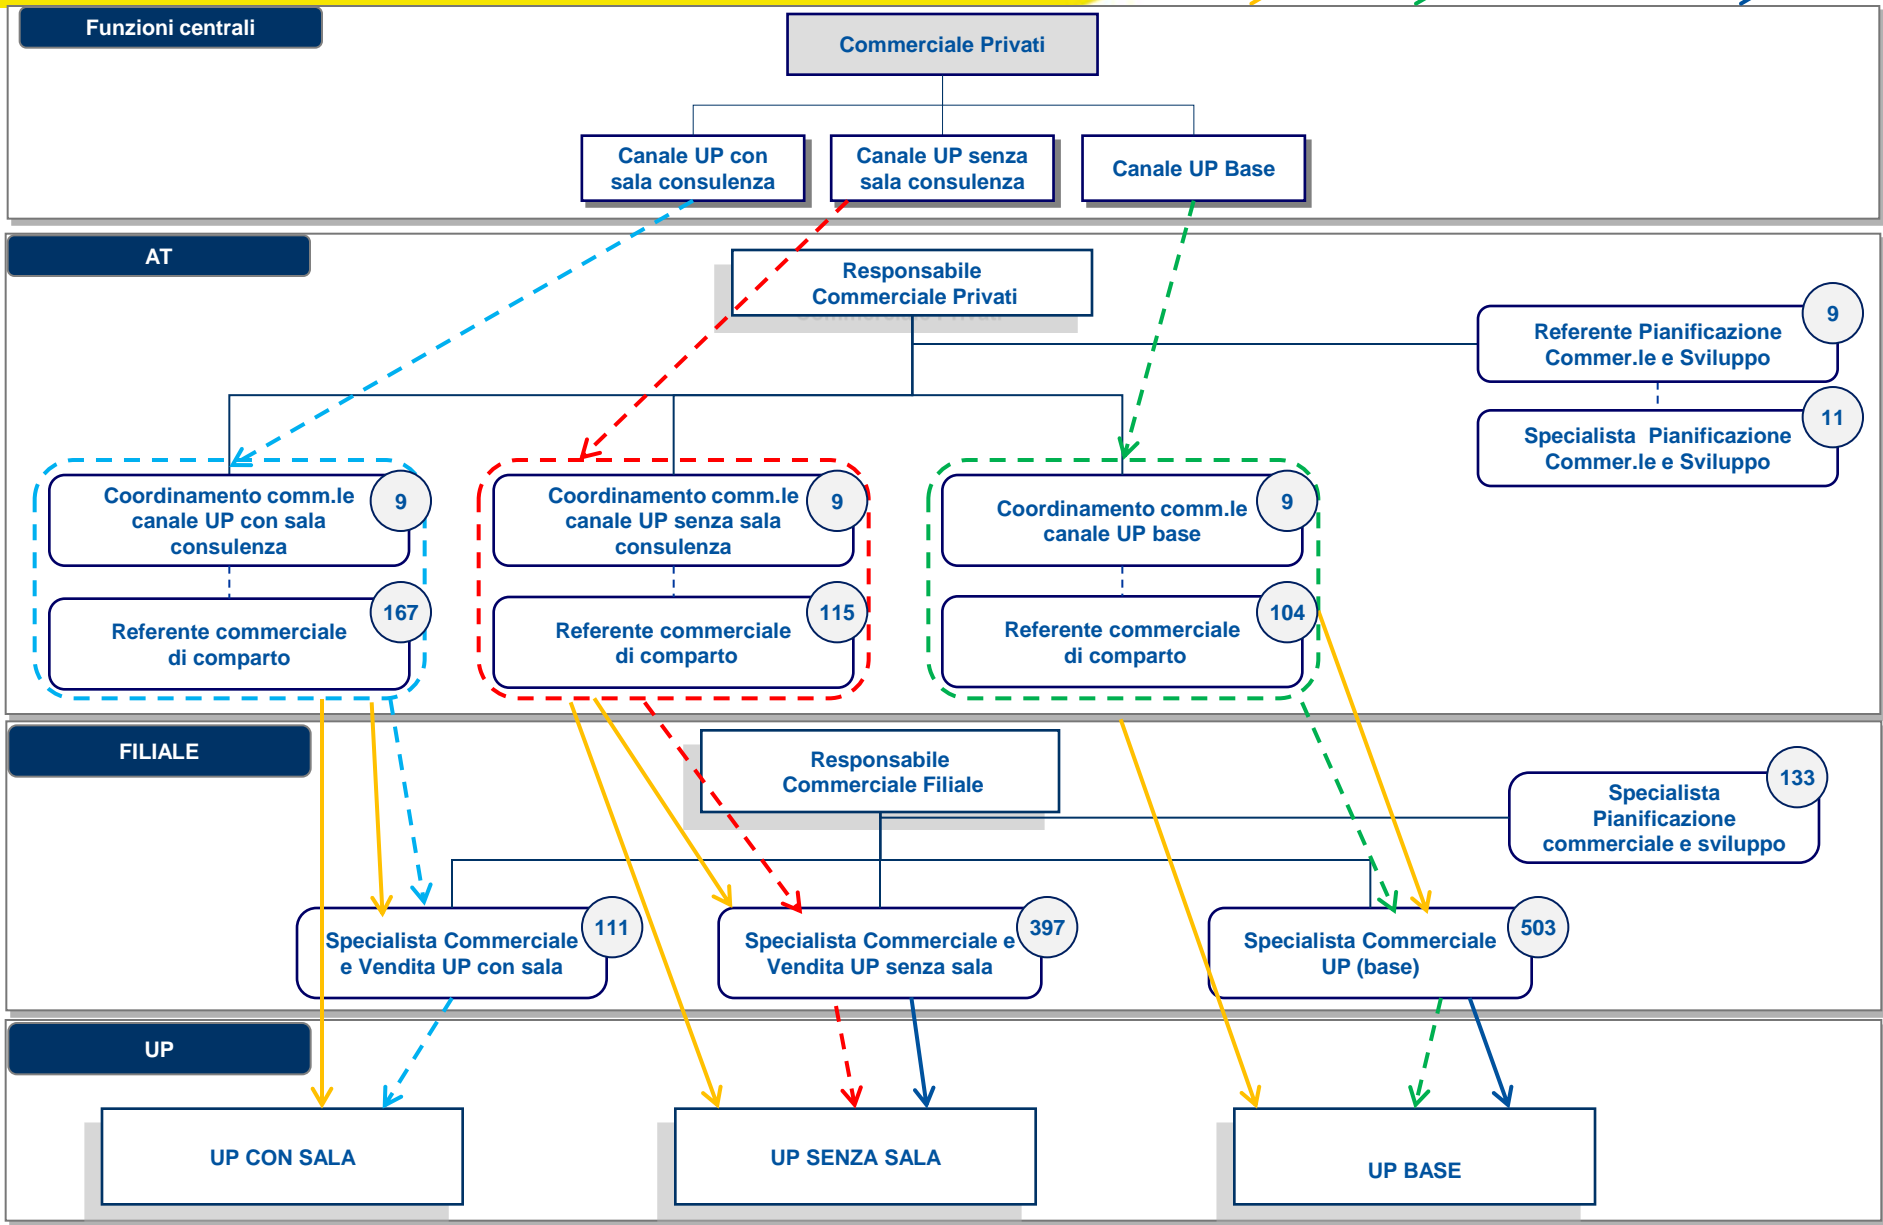 Funzioni centrali
Commerciale Privati
Canale UP con
sala consulenza
Canale UP senza
sala consulenza
Canale UP Base
AT
Responsabile
Commerciale Privati
9
Referente Pianificazione
Commer.le e Sviluppo
11
Specialista Pianificazione
Commer.le e Sviluppo
Coordinamento comm.le
canale UP con sala
consulenza
9
Coordinamento comm.le
canale UP senza sala
consulenza
9
Coordinamento comm.le
canale UP base
9
Referente commerciale
di comparto
167
Referente commerciale
di comparto
115
Referente commerciale
di comparto
104
FILIALE
Responsabile
Commerciale Filiale
133
Specialista
Pianificazione
commerciale e sviluppo
Specialista Commerciale
e Vendita UP con sala
111
Specialista Commerciale e
Vendita UP senza sala
397
Specialista Commerciale
UP (base)
503
UP
UP CON SALA
UP SENZA SALA
UP BASE